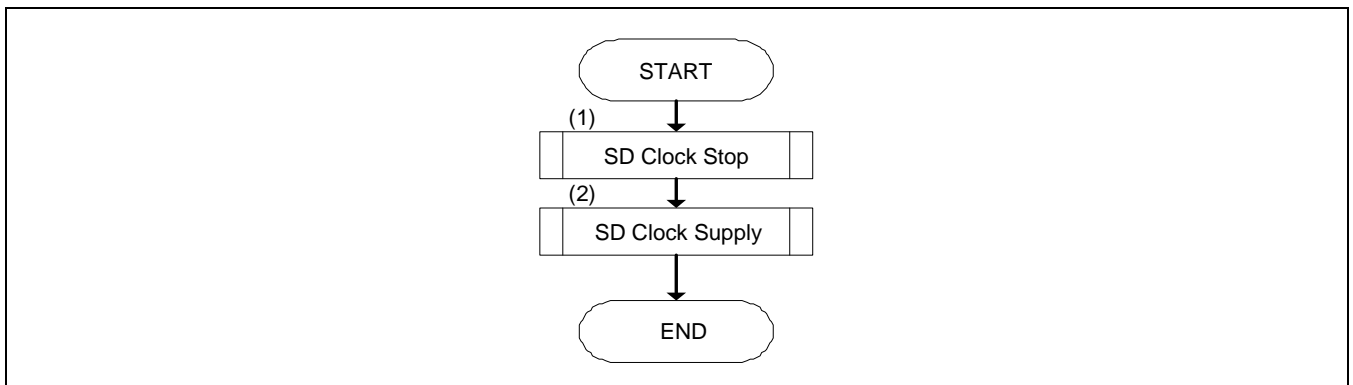 START
(1)
SD Clock Stop
(2)
SD Clock Supply
END